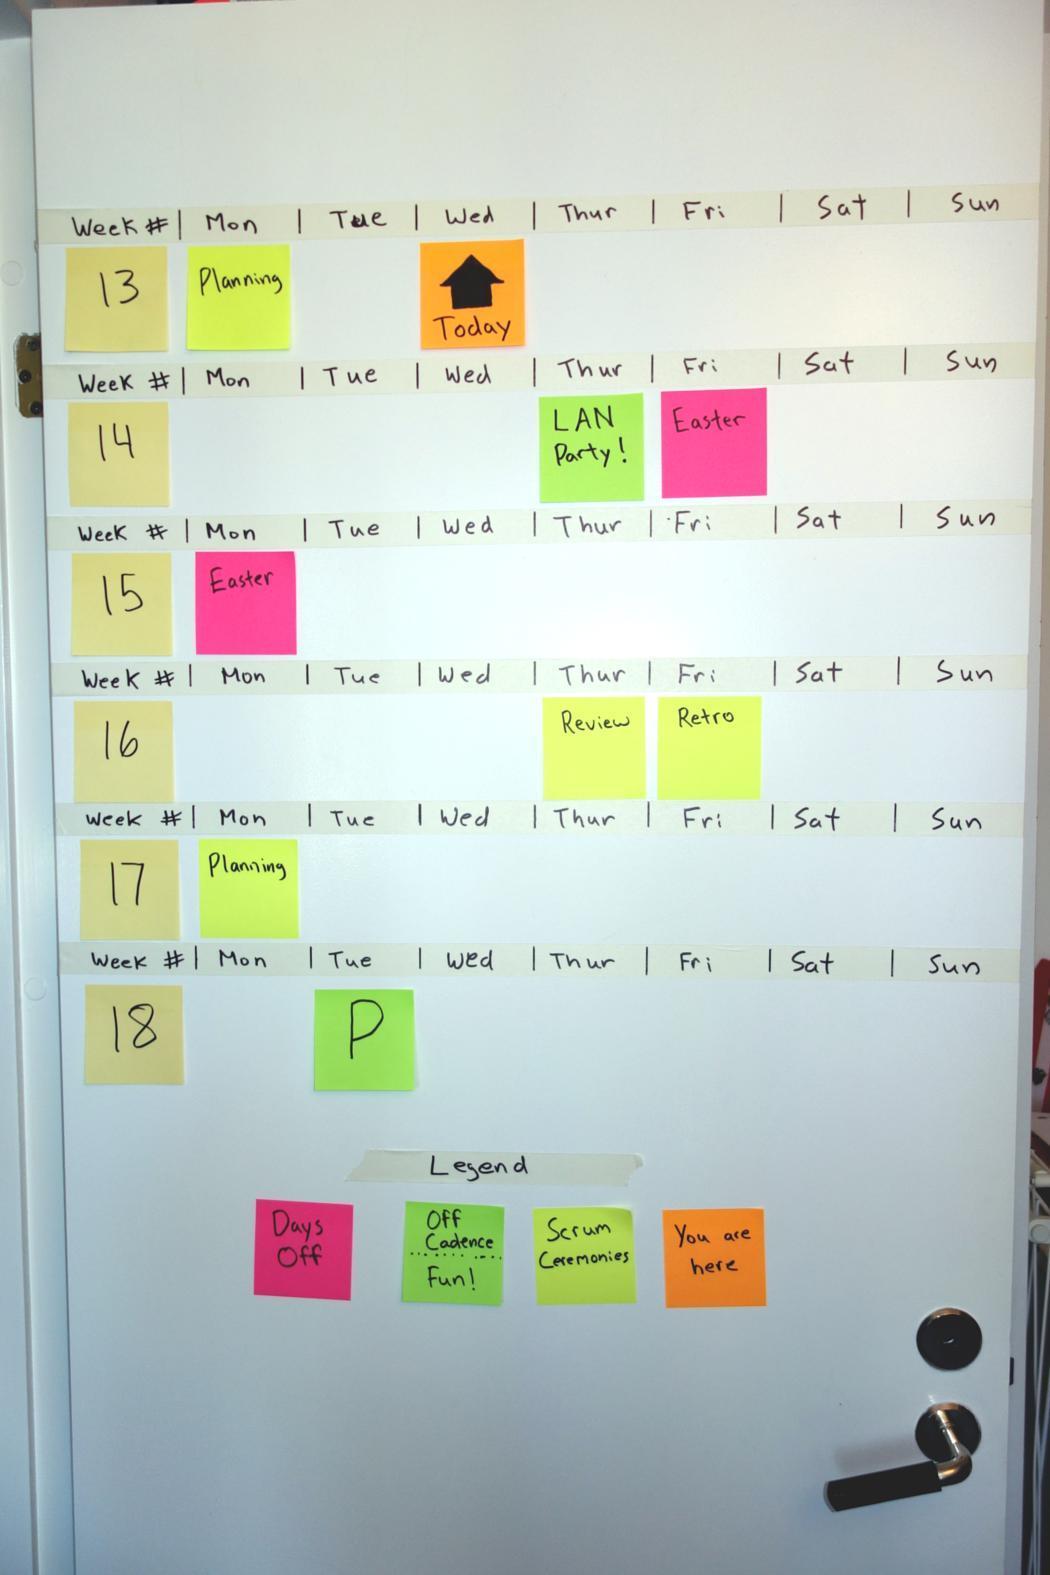 Week # | Mon | Tue | Wed | Thur | Fri | Sat | Sun
13 Planning
Today
Week # | Mon | Tue | Wed | Thur | Fri | Sat | Sun
14 LAN Easter
Party!
Week # | Mon | Tue | Wed | Thur | Fri | Sat | Sun
15 Easter
Week # | Mon | Tue | Wed | Thur | Fri | Sat | Sun
16 Review Retro
Week # | Mon | Tue | Wed | Thur | Fri | Sat | Sun
17 Planning
Week # | Mon | Tue | Wed | Thur | Fri | Sat | Sun
18 P
Legend
Days
Off
Off
Cadence
Fun!
Scrum
Ceremonies
You are
here